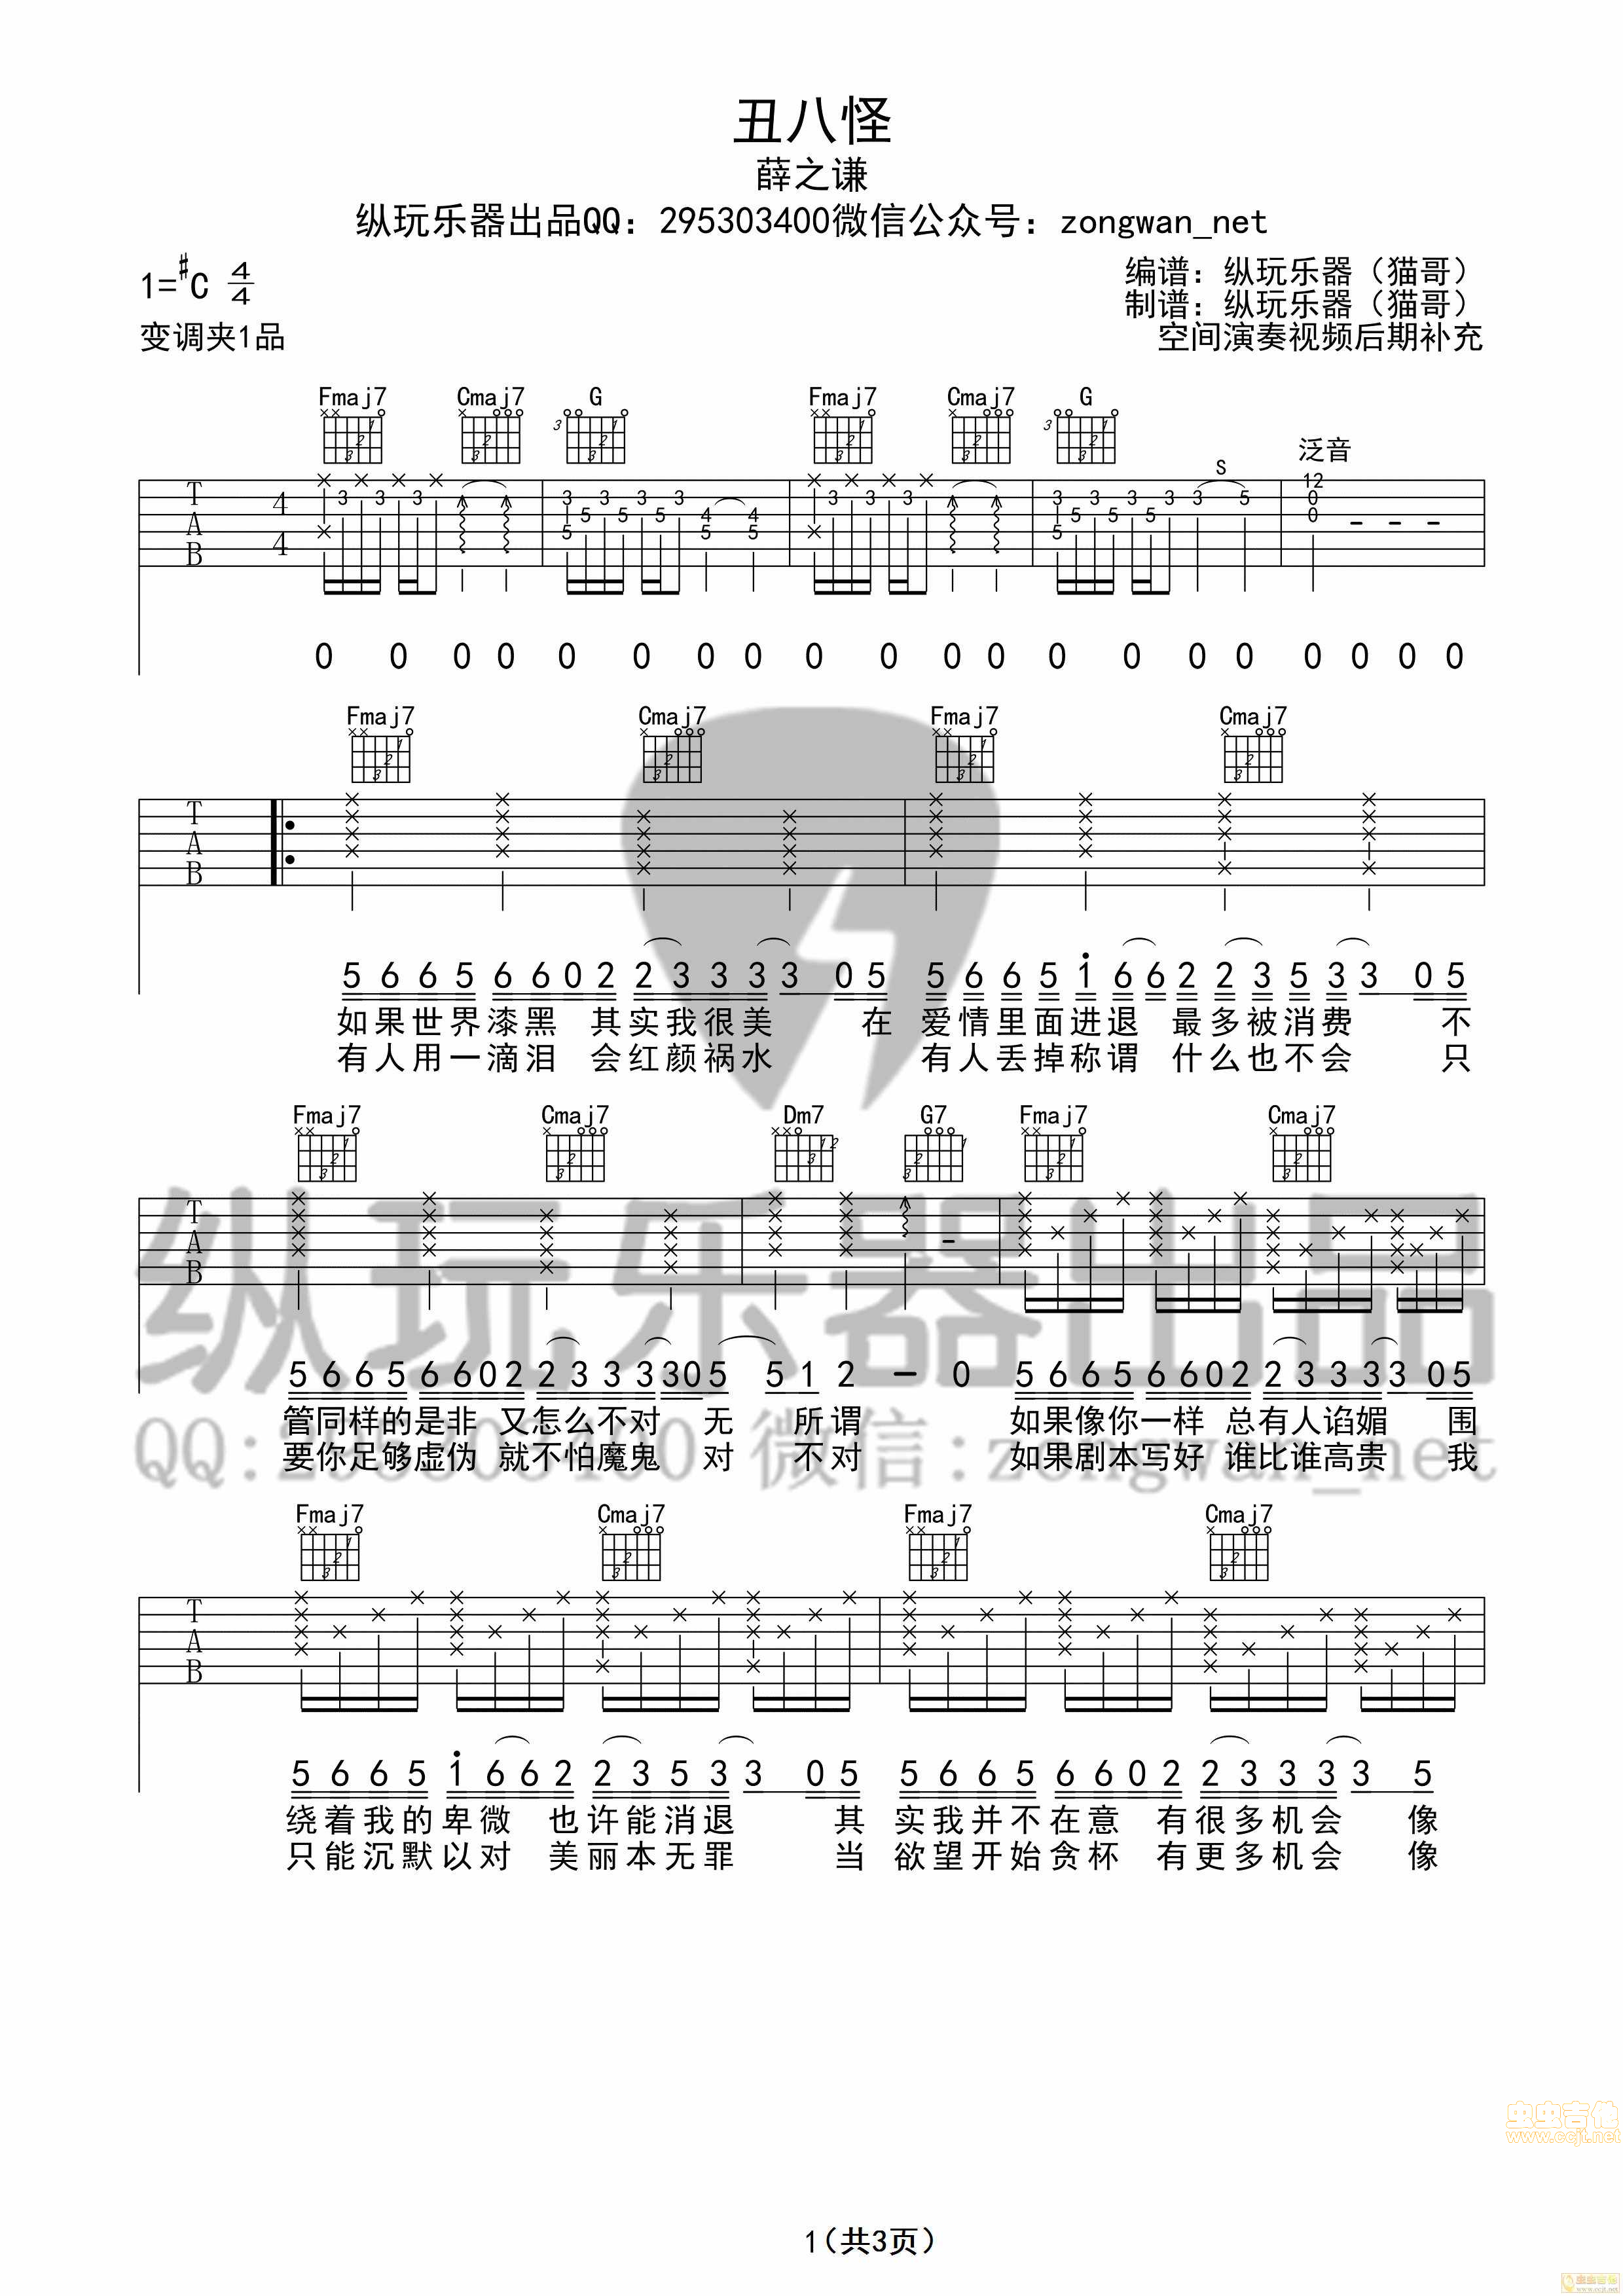 丑八怪
薛之谦
纵玩乐器出品QQ：295303400微信公众号：zongwan_net
1=#C 4/4
编谱：纵玩乐器（猫哥）
制谱：纵玩乐器（猫哥）
变调夹1品
空间演奏视频后期补充
Fmaj7 Cmaj7 G Fmaj7 Cmaj7 G
泛音
S
0 0 0 0 0 0 0 0 0 0 0 0 0 0 0 0 0 0 0 0
Fmaj7 Cmaj7 Fmaj7 Cmaj7
5 6 6 5 6 6 0 2 2 3 3 3 3 0 5 5 6 6 5 1 6 6 2 2 3 5 3 3 0 5
如果世界漆黑 其实我很美 在 爱情里面进退 最多被消费 不
有人用一滴泪 会红颜祸水 有人丢掉称谓 什么也不会 只
Fmaj7 Cmaj7 Dm7 G7 Fmaj7 Cmaj7
纵玩乐器出品
5 6 6 5 6 6 0 2 2 3 3 3 3 0 5 5 1 2 – 0 5 6 6 5 6 6 0 2 2 3 3 3 3 0 5
管同样的是非 又怎么不对 无 所谓 如果像你一样 总有人谄媚 围
QQ:295303400 微信:zongwan_net
要你足够虚伪 就不怕魔鬼 对 不对 如果剧本写好 谁比谁高贵 我
Fmaj7 Cmaj7 Fmaj7 Cmaj7
5 6 6 5 1 6 6 2 2 3 5 3 3 0 5 5 6 6 5 6 6 0 2 2 3 3 3 3 5
绕着我的卑微 也许能消退 其 实我并不在意 有很多机会 像
只能沉默以对 美丽本无罪 当 欲望开始贪杯 有更多机会 像
虫虫吉他
www.ccjt.net
1(共3页)